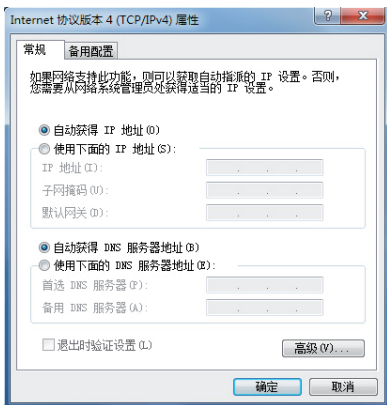 Internet 协议版本 4 (TCP/IPv4) 属性
常规 备用配置
如果网络支持此功能，则可以获取自动指派的 IP 设置。否则，
您需要从网络系统管理员处获得适当的 IP 设置。
自动获得 IP 地址(O)
使用下面的 IP 地址(S):
IP 地址(I):
子网掩码(U):
默认网关(D):
自动获得 DNS 服务器地址(B)
使用下面的 DNS 服务器地址(E):
首选 DNS 服务器(P):
备用 DNS 服务器(A):
退出时验证设置(L)
高级(V)...
确定 取消